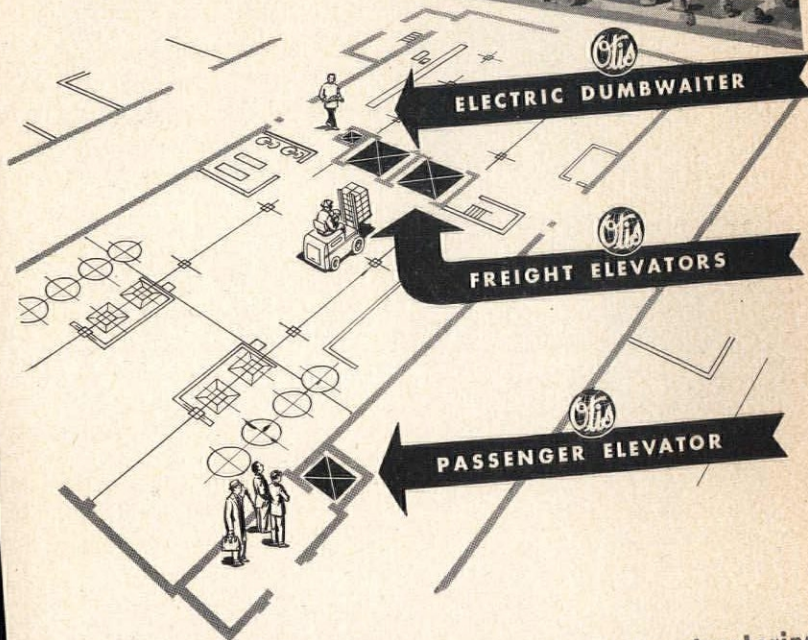 Otis
ELECTRIC DUMBWAITER
Otis
FREIGHT ELEVATORS
Otis
PASSENGER ELEVATOR